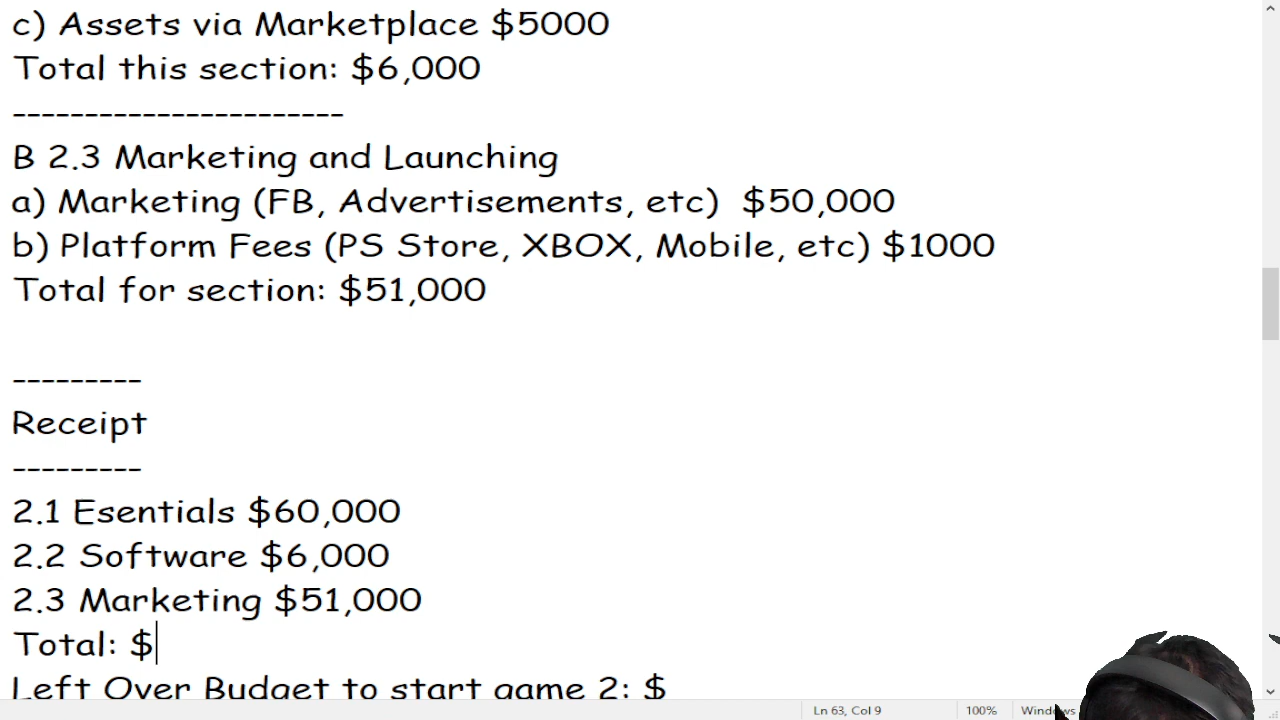 c) Assets via Marketplace $5000
Total this section: $6,000
-----------------------
B 2.3 Marketing and Launching
a) Marketing (FB, Advertisements, etc)  $50,000
b) Platform Fees (PS Store, XBOX, Mobile, etc) $1000
Total for section: $51,000
---------
Receipt
---------
2.1 Esentials $60,000
2.2 Software $6,000
2.3 Marketing $51,000
Total: $
Left Over Budget to start game 2: $
Ln 63, Col 9
100%
Windows